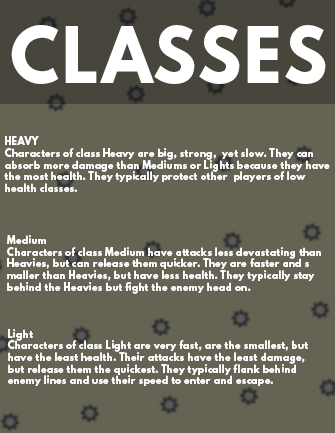 CLASSES
HEAVY
Characters of class Heavy are big, strong, yet slow. They can
absorb more damage than Mediums or Lights because they have
the most health. They typically protect other players of low
health classes.
Medium
Characters of class Medium have attacks less devastating than
Heavies, but can release them quicker. They are faster and s
maller than Heavies, but have less health. They typically stay
behind the Heavies but fight the enemy head on.
Light
Characters of class Light are very fast, are the smallest, but
have the least health. Their attacks have the least damage,
but release them the quickest. They typically flank behind
enemy lines and use their speed to enter and escape.